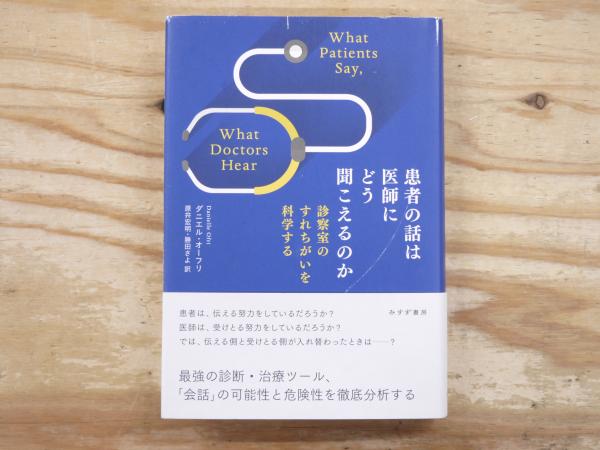 What
Patients
Say,
What
Doctors
Hear
患者の話は
医師に
どう
聞こえるのか
診察室の
すれちがいを
科学する
Danielle Ofri
ダニエル・オーフリ
原井宏明・勝田さよ 訳
患者は、伝える努力をしているだろうか?
医師は、受けとる努力をしているだろうか?
では、伝える側と受けとる側が入れ替わったときは――?
みすず書房
最強の診断・治療ツール、
「会話」の可能性と危険性を徹底分析する